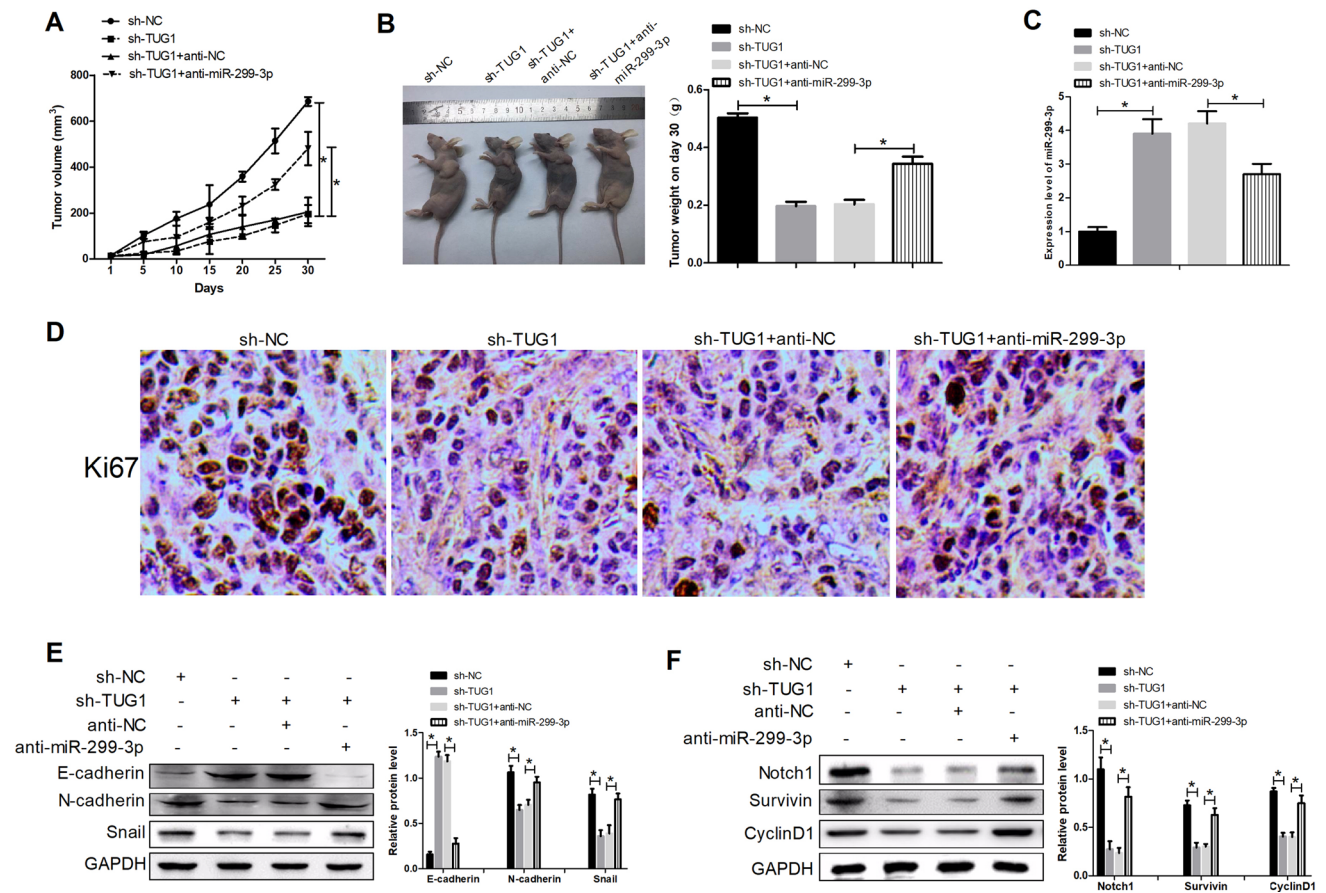 A
sh-NC
sh-TUG1
sh-TUG1+anti-NC
sh-TUG1+anti-miR-299-3p
Tumor volume (mm3)
800
600
400
200
0
1 5 10 15 20 25 30
Days
*
*
B
sh-NC
sh-TUG1
sh-TUG1+
anti-NC
sh-TUG1+anti-
miR-299-3p
sh-NC
sh-TUG1
sh-TUG1+anti-NC
sh-TUG1+anti-miR-299-3p
Tumor weight on day 30 (g)
0.6
0.4
0.2
0.0
*
*
C
sh-NC
sh-TUG1
sh-TUG1+anti-NC
sh-TUG1+anti-miR-299-3p
Expression level of miR-299-3p
5
4
3
2
1
0
*
*
D
sh-NC sh-TUG1 sh-TUG1+anti-NC sh-TUG1+anti-miR-299-3p
Ki67
E
sh-NC + - - -
sh-TUG1 - + + +
anti-NC - - + -
anti-miR-299-3p - - - +
E-cadherin
N-cadherin
Snail
GAPDH
sh-NC
sh-TUG1
sh-TUG1+anti-NC
sh-TUG1+anti-miR-299-3p
Relative protein level
1.5
1.0
0.5
0.0
* *
* *
* *
E-cadherin N-cadherin Snail
F
sh-NC + - - -
sh-TUG1 - + + +
anti-NC - - + -
anti-miR-299-3p - - - +
Notch1
Survivin
CyclinD1
GAPDH
sh-NC
sh-TUG1
sh-TUG1+anti-NC
sh-TUG1+anti-miR-299-3p
Relative protein level
1.5
1.0
0.5
0.0
* *
* *
* *
Notch1 Survivin CyclinD1